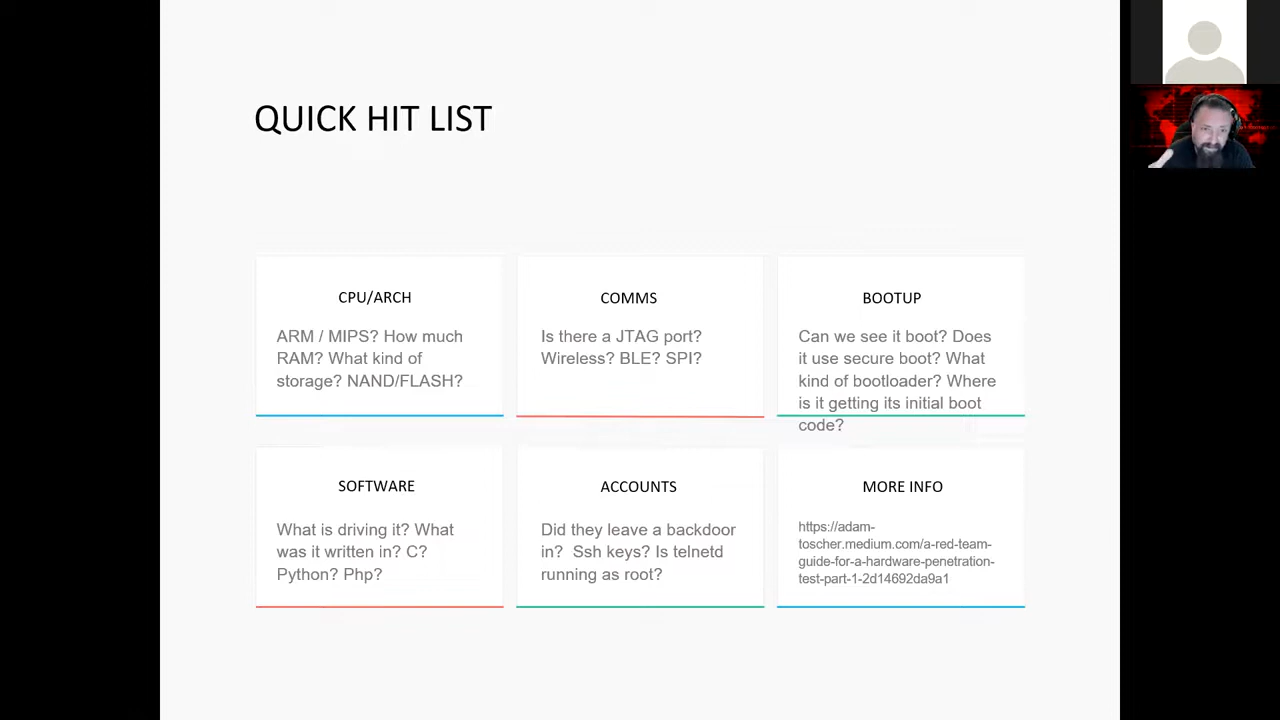 QUICK HIT LIST
CPU/ARCH
ARM / MIPS? How much
RAM? What kind of
storage? NAND/FLASH?
COMMS
Is there a JTAG port?
Wireless? BLE? SPI?
BOOTUP
Can we see it boot? Does
it use secure boot? What
kind of bootloader? Where
is it getting its initial boot
code?
SOFTWARE
What is driving it? What
was it written in? C?
Python? Php?
ACCOUNTS
Did they leave a backdoor
in?  Ssh keys? Is telnetd
running as root?
MORE INFO
https://adam-
toscher.medium.com/a-red-team-
guide-for-a-hardware-penetration-
test-part-1-2d14692da9a1